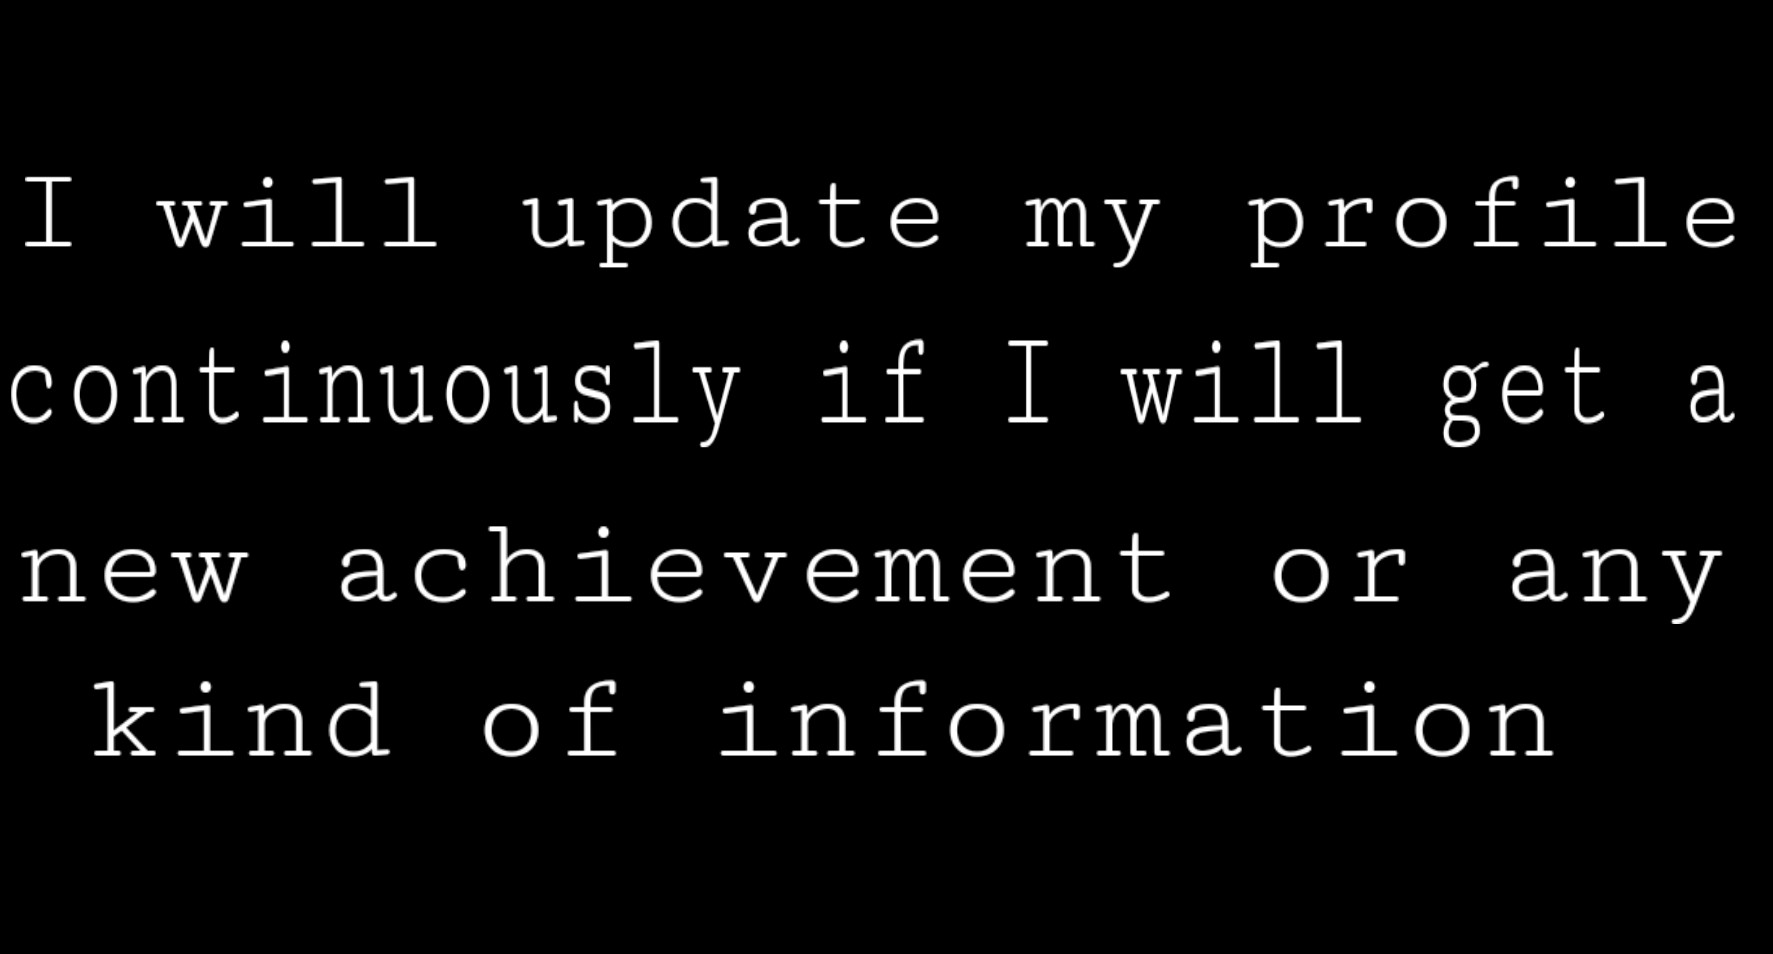 I will update my profile
continuously if I will get a
new achievement or any
kind of information